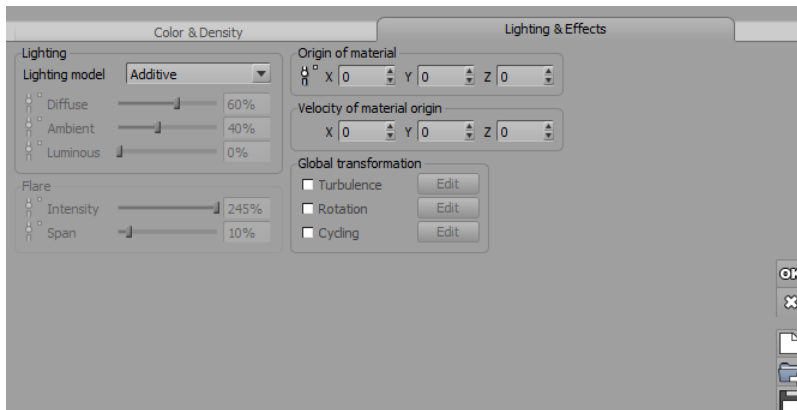 Color & Density
Lighting & Effects
Lighting
Lighting model Additive
Diffuse 60%
Ambient 40%
Luminous 0%
Flare
Intensity 245%
Span 10%
Origin of material
X 0 Y 0 Z 0
Velocity of material origin
X 0 Y 0 Z 0
Global transformation
Turbulence Edit
Rotation Edit
Cycling Edit
OK